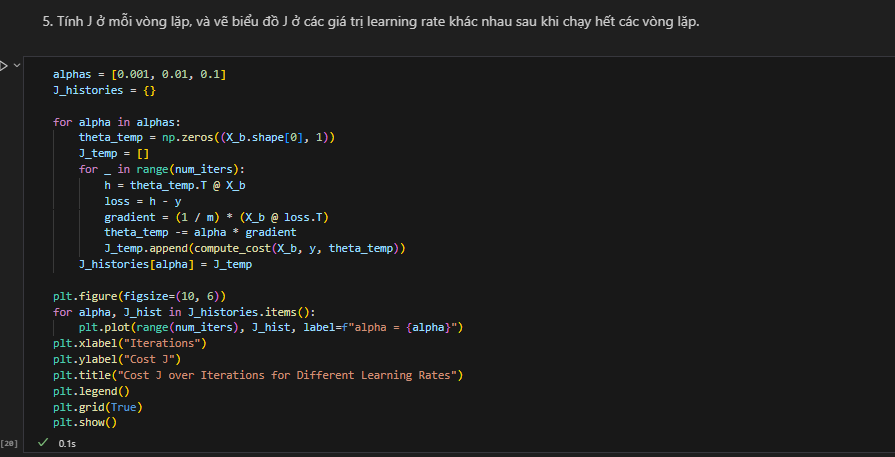 5. Tính J ở mỗi vòng lặp, và vẽ biểu đồ J ở các giá trị learning rate khác nhau sau khi chạy hết các vòng lặp.
alphas = [0.001, 0.01, 0.1]
J_histories = {}
for alpha in alphas:
    theta_temp = np.zeros((X_b.shape[0], 1))
    J_temp = []
    for _ in range(num_iters):
        h = theta_temp.T @ X_b
        loss = h - y
        gradient = (1 / m) * (X_b @ loss.T)
        theta_temp -= alpha * gradient
        J_temp.append(compute_cost(X_b, y, theta_temp))
    J_histories[alpha] = J_temp
plt.figure(figsize=(10, 6))
for alpha, J_hist in J_histories.items():
    plt.plot(range(num_iters), J_hist, label=f"alpha = {alpha}")
plt.xlabel("Iterations")
plt.ylabel("Cost J")
plt.title("Cost J over Iterations for Different Learning Rates")
plt.legend()
plt.grid(True)
plt.show()
[20] 0.1s